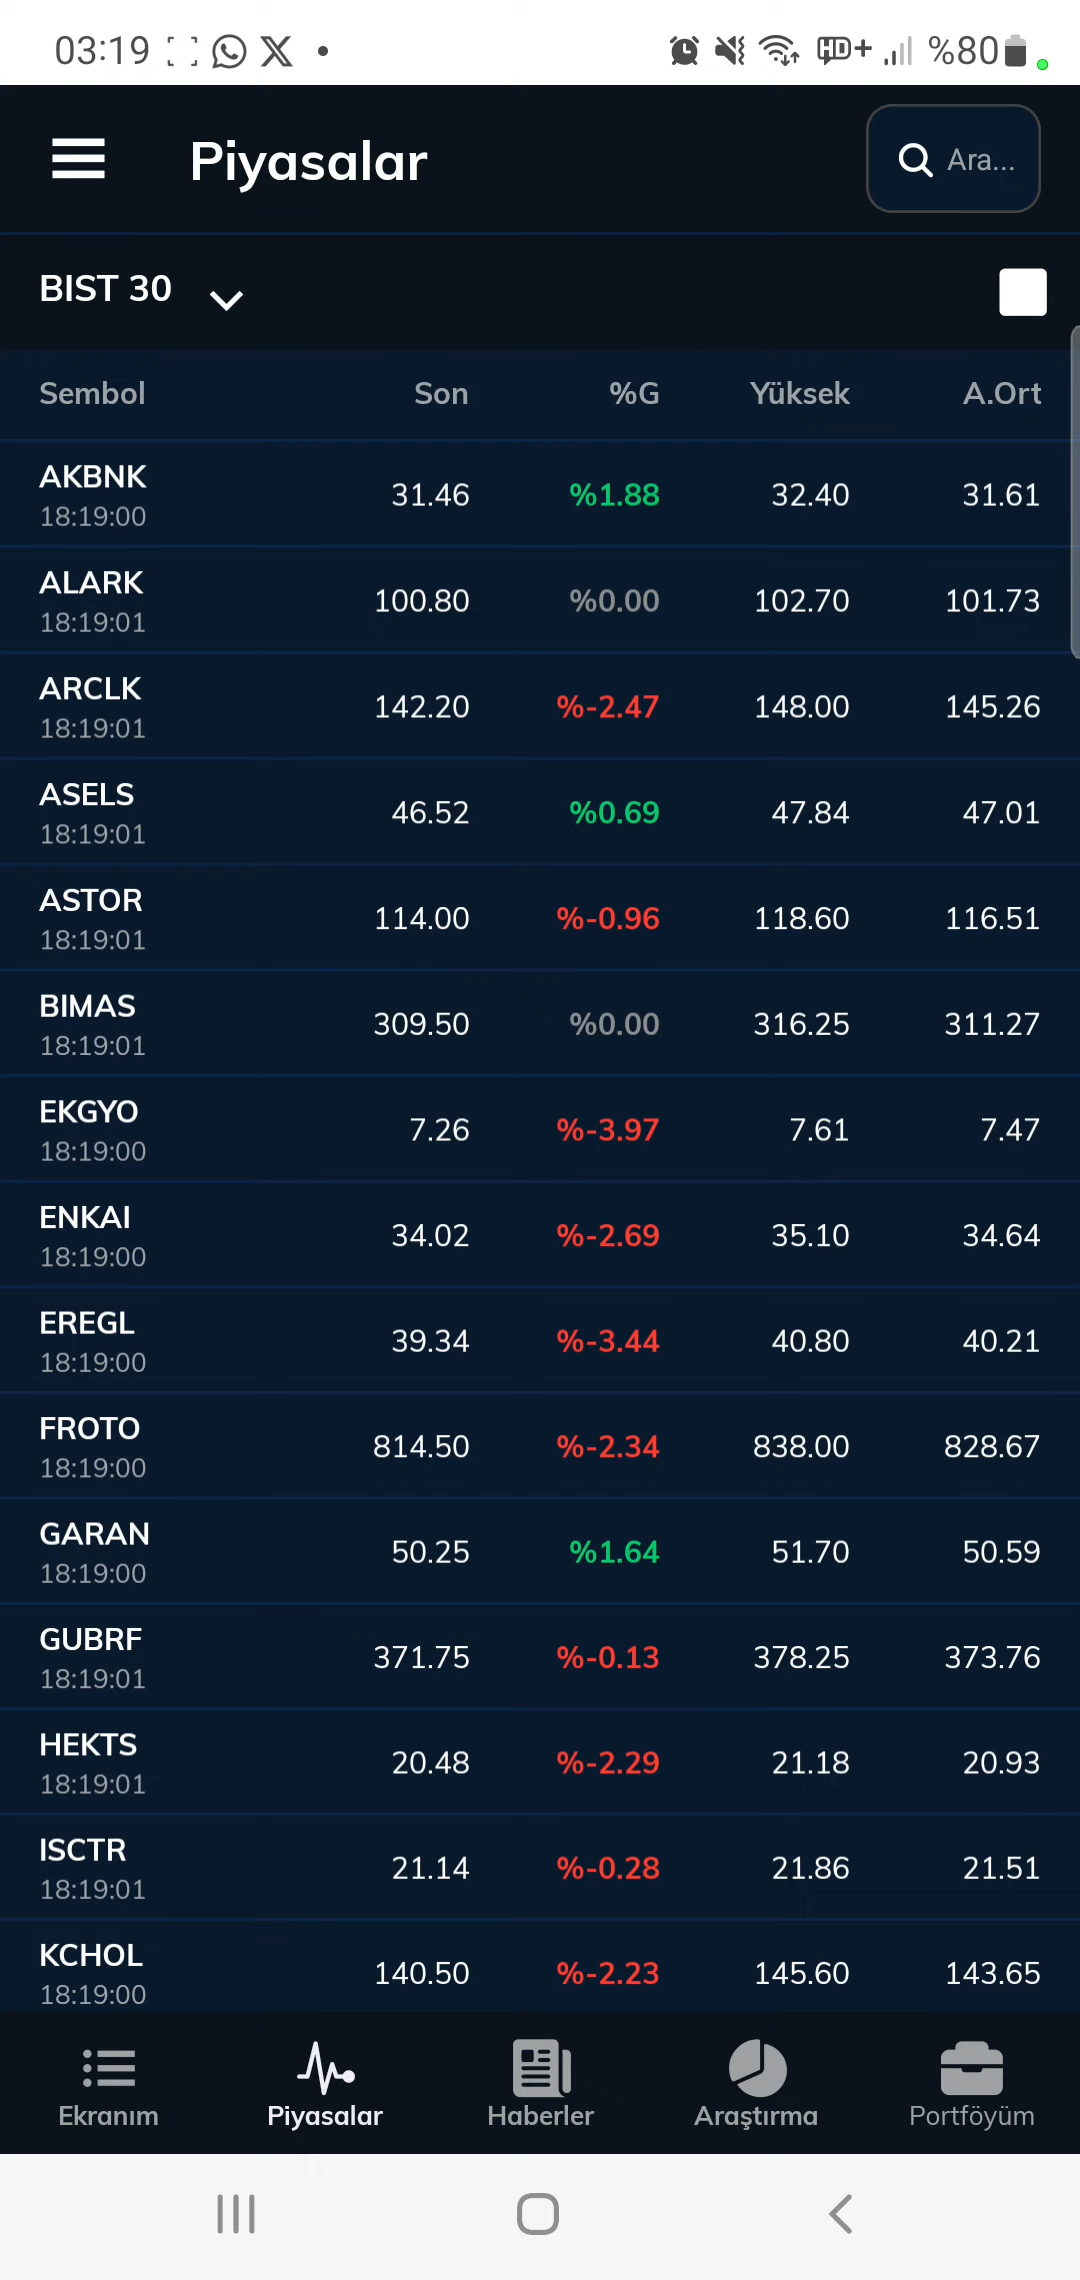 03:19 HD+ %80
Piyasalar Ara...
BIST 30
Sembol Son %G Yüksek A.Ort
AKBNK 31.46 %1.88 32.40 31.61
18:19:00
ALARK 100.80 %0.00 102.70 101.73
18:19:01
ARCLK 142.20 %-2.47 148.00 145.26
18:19:01
ASELS 46.52 %0.69 47.84 47.01
18:19:01
ASTOR 114.00 %-0.96 118.60 116.51
18:19:01
BIMAS 309.50 %0.00 316.25 311.27
18:19:01
EKGYO 7.26 %-3.97 7.61 7.47
18:19:00
ENKAI 34.02 %-2.69 35.10 34.64
18:19:00
EREGL 39.34 %-3.44 40.80 40.21
18:19:00
FROTO 814.50 %-2.34 838.00 828.67
18:19:00
GARAN 50.25 %1.64 51.70 50.59
18:19:00
GUBRF 371.75 %-0.13 378.25 373.76
18:19:01
HEKTS 20.48 %-2.29 21.18 20.93
18:19:01
ISCTR 21.14 %-0.28 21.86 21.51
18:19:01
KCHOL 140.50 %-2.23 145.60 143.65
18:19:00
Ekranım Piyasalar Haberler Araştırma Portföyüm